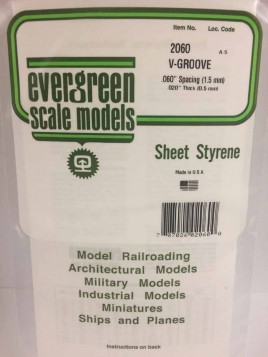 Item No. Loc. Code
2060 A-5
V-GROOVE
.060" Spacing (1.5 mm)
.020" Thick (0.5 mm)
evergreen
scale models
Sheet Styrene
Made in U S A
Model Railroading
Architectural Models
Military Models
Industrial Models
Miniatures
Ships and Planes
Instructions on back